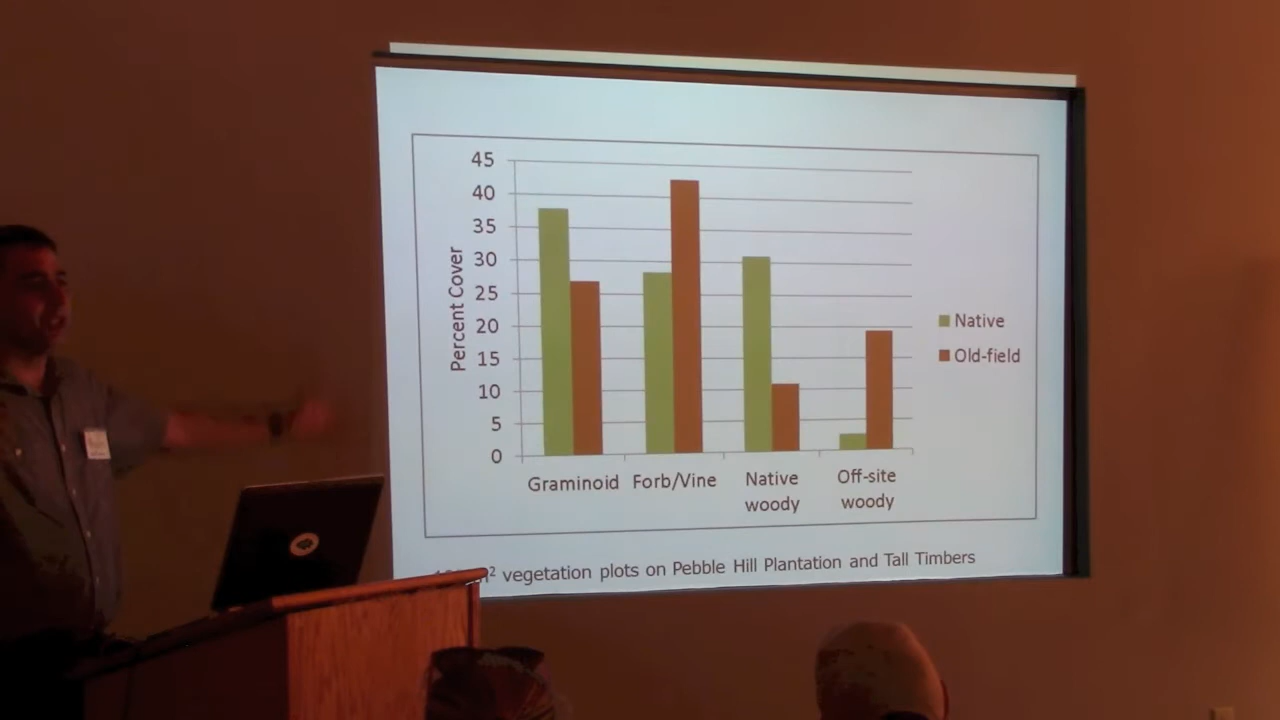 45
40
35
30
25
20
15
10
5
0
Percent Cover
Graminoid Forb/Vine Native woody Off-site woody
Native
Old-field
vegetation plots on Pebble Hill Plantation and Tall Timbers